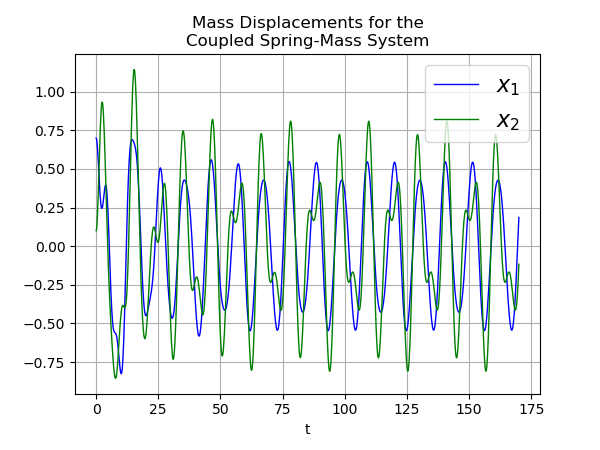 Mass Displacements for the
Coupled Spring-Mass System
x₁
x₂
1.00
0.75
0.50
0.25
0.00
−0.25
−0.50
−0.75
0 25 50 75 100 125 150 175
t